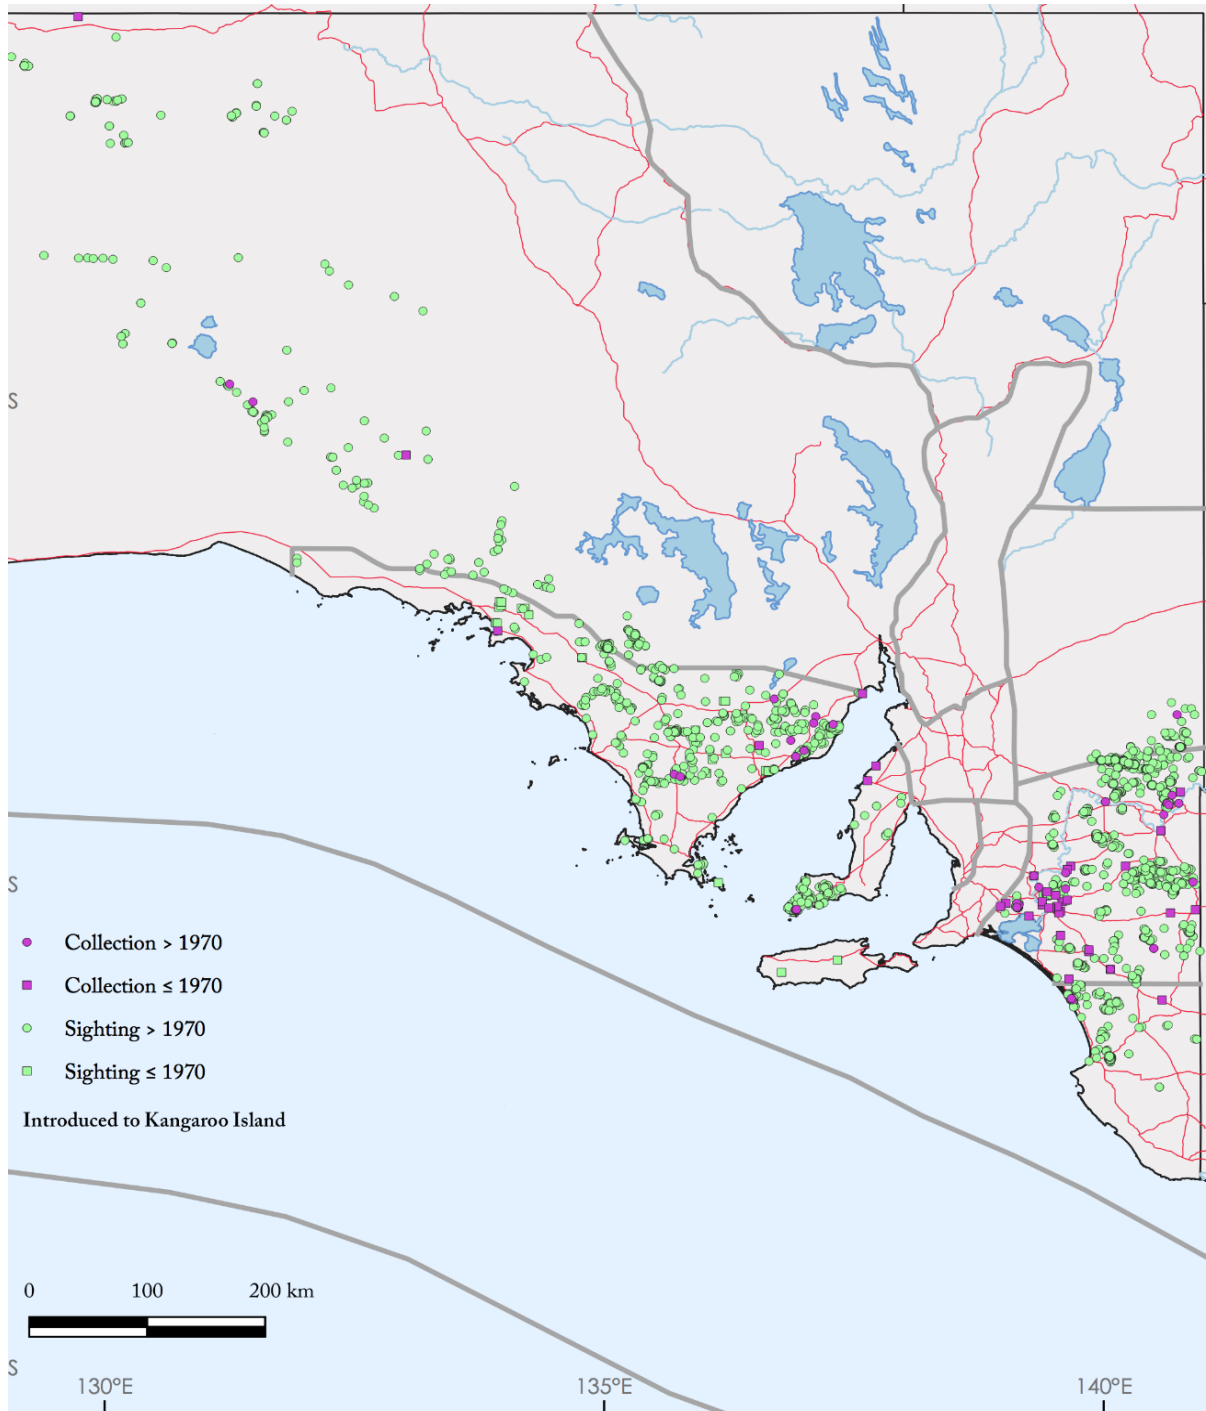 S
S
Collection > 1970
Collection ≤ 1970
Sighting > 1970
Sighting ≤ 1970
Introduced to Kangaroo Island
0 100 200 km
S
130°E 135°E 140°E